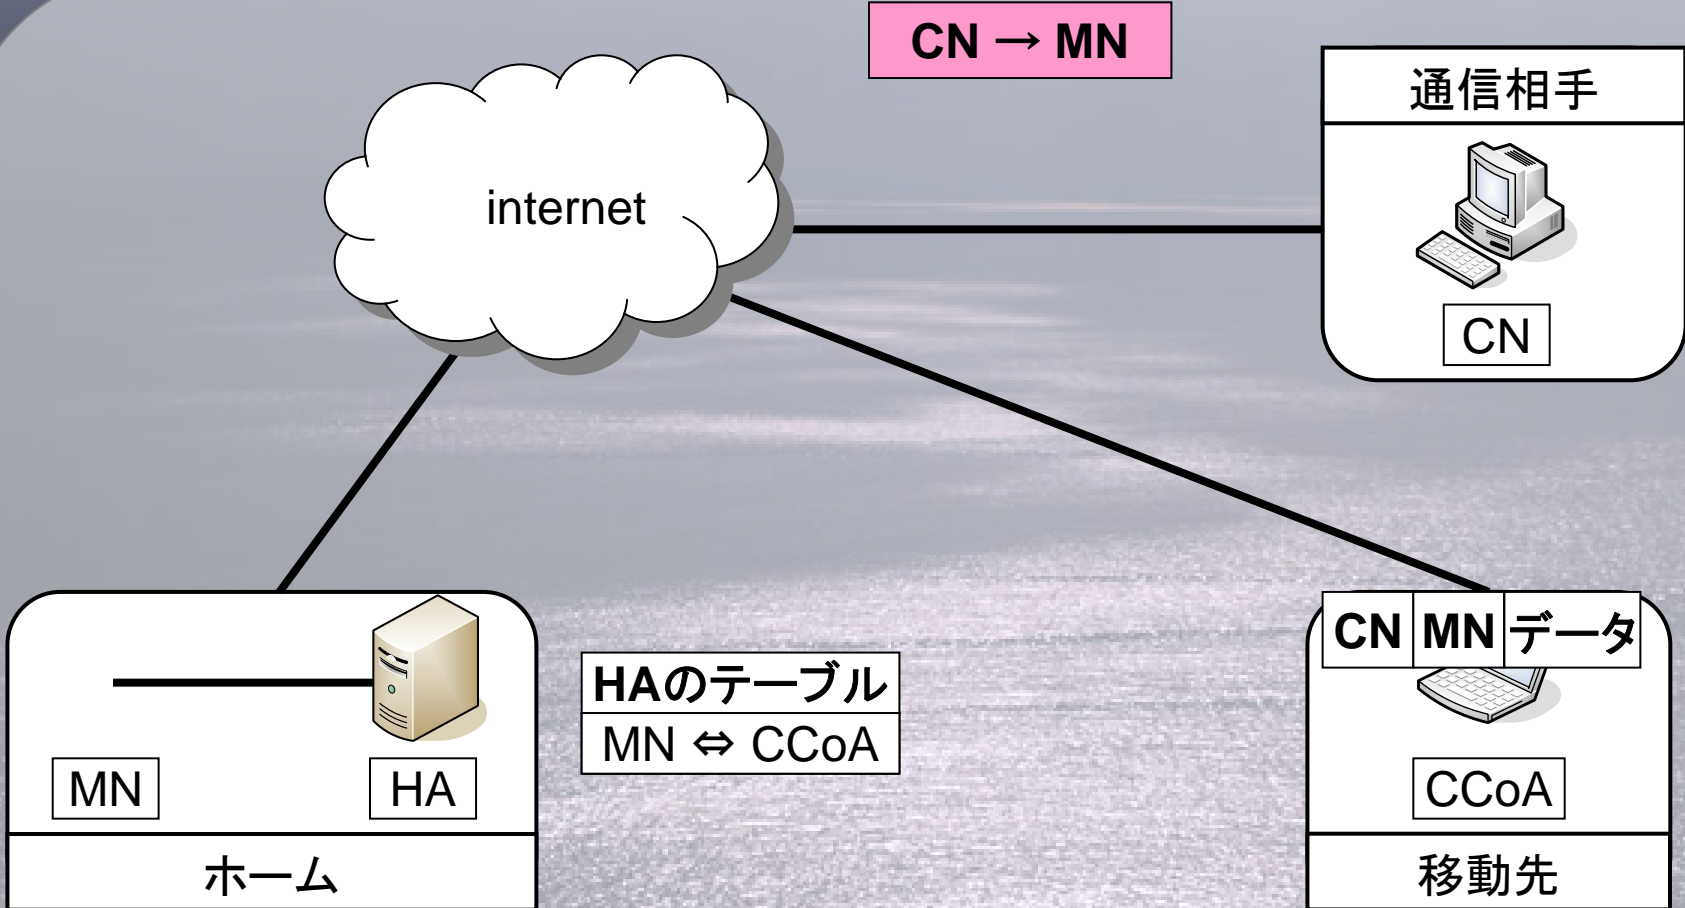 CN → MN
通信相手
internet
CN
CN MN データ
HAのテーブル
MN ⇔ CCoA
MN
HA
CCoA
ホーム
移動先